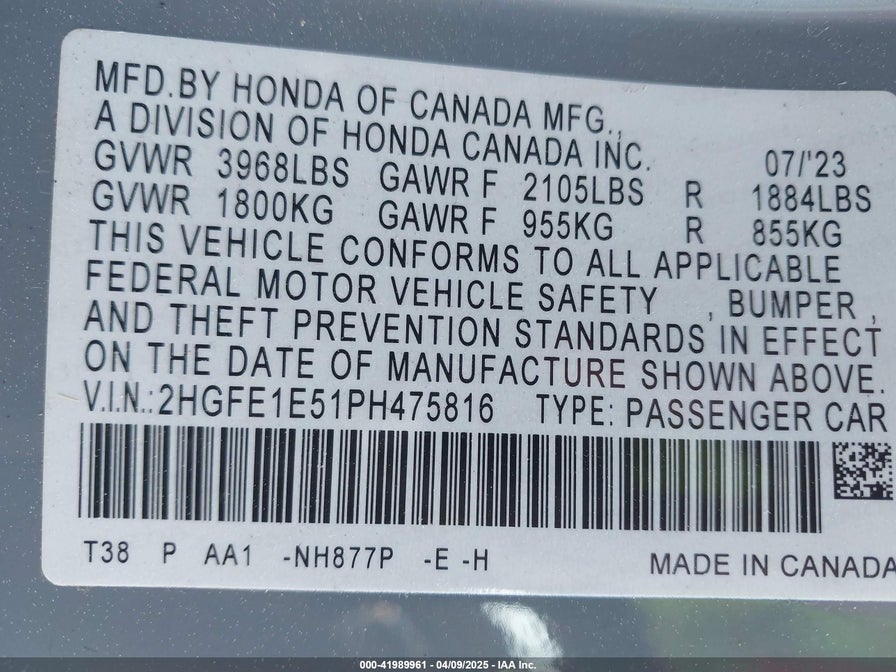 MFD.BY HONDA OF CANADA MFG.,
A DIVISION OF HONDA CANADA INC. 07/'23
GVWR 3968LBS GAWR F 2105LBS R 1884LBS
GVWR 1800KG GAWR F 955KG R 855KG
THIS VEHICLE CONFORMS TO ALL APPLICABLE
FEDERAL MOTOR VEHICLE SAFETY , BUMPER ,
AND THEFT PREVENTION STANDARDS IN EFFECT
ON THE DATE OF MANUFACTURE SHOWN ABOVE.
V.I.N.:2HGFE1E51PH475816 TYPE: PASSENGER CAR
T38 P AA1 -NH877P -E -H MADE IN CANADA
000-41989961 - 04/09/2025 - IAA Inc.